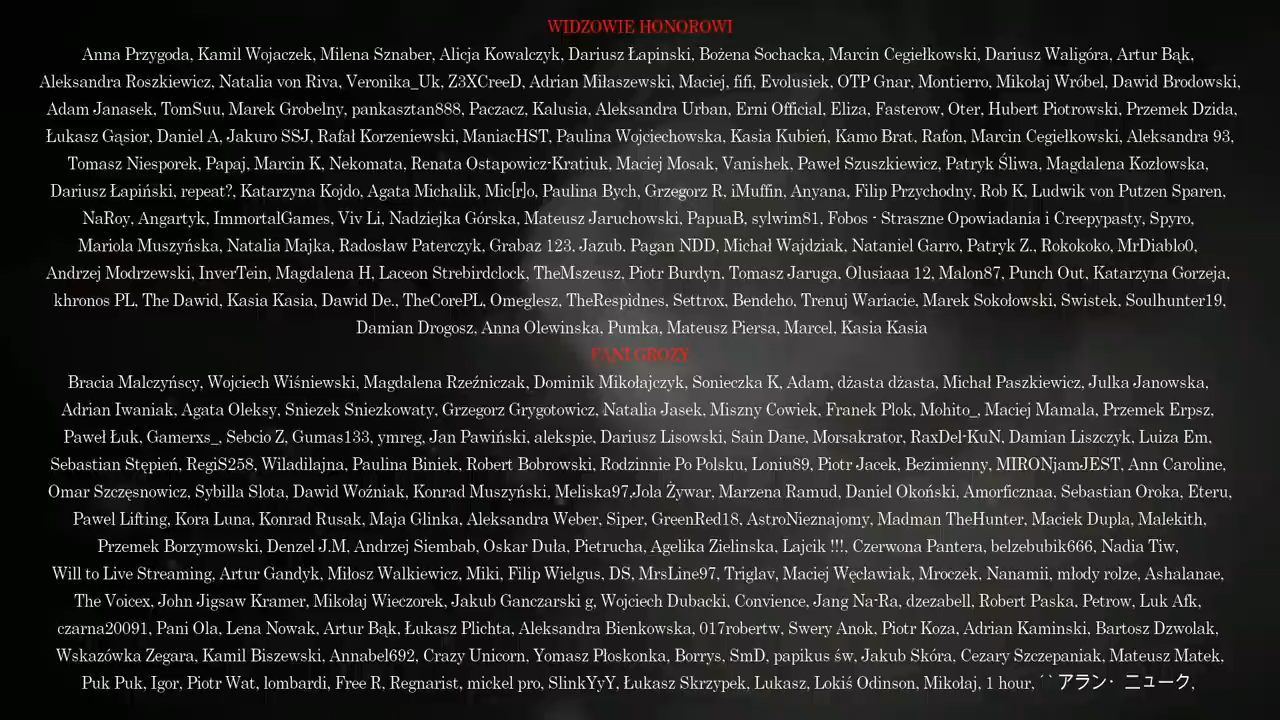 WIDZOWIE HONOROWI
Anna Przygoda, Kamil Wojaczek, Milena Sznaber, Alicja Kowalczyk, Dariusz Łapinski, Bożena Sochacka, Marcin Cegiełkowski, Dariusz Waligóra, Artur Bąk,
Aleksandra Roszkiewicz, Natalia von Riva, Veronika_Uk, Z3XCreeD, Adrian Miłaszewski, Maciej, fifi, Evolusiek, OTP Gnar, Montierro, Mikołaj Wróbel, Dawid Brodowski,
Adam Janasek, TomSuu, Marek Grobelny, pankasztan888, Paczacz, Kalusia, Aleksandra Urban, Erni Official, Eliza, Fasterow, Oter, Hubert Piotrowski, Przemek Dzida,
Łukasz Gąsior, Daniel A, Jakuro SSJ, Rafał Korzeniewski, ManiacHST, Paulina Wojciechowska, Kasia Kubień, Kamo Brat, Rafon, Marcin Cegiełkowski, Aleksandra 93,
Tomasz Niesporek, Papaj, Marcin K, Nekomata, Renata Ostapowicz-Kratiuk, Maciej Mosak, Vanishek, Paweł Szuszkiewicz, Patryk Śliwa, Magdalena Kozłowska,
Dariusz Łapiński, repeat?, Katarzyna Kojdo, Agata Michalik, Mic[r]o, Paulina Bych, Grzegorz R, iMuffin, Anyana, Filip Przychodny, Rob K, Ludwik von Putzen Sparen,
NaRoy, Angartyk, ImmortalGames, Viv Li, Nadziejka Górska, Mateusz Jaruchowski, PapuaB, sylwim81, Fobos - Straszne Opowiadania i Creepypasty, Spyro,
Mariola Muszyńska, Natalia Majka, Radosław Paterczyk, Grabaz 123, Jazub, Pagan NDD, Michał Wajdziak, Nataniel Garro, Patryk Z., Rokokoko, MrDiablo0,
Andrzej Modrzewski, InverTein, Magdalena H, Laceon Strebirdclock, TheMszeusz, Piotr Burdyn, Tomasz Jaruga, Olusiaaa 12, Malon87, Punch Out, Katarzyna Gorzeja,
khronos PL, The Dawid, Kasia Kasia, Dawid De., TheCorePL, Omeglesz, TheRespidnes, Settrox, Bendeho, Trenuj Wariacie, Marek Sokołowski, Swistek, Soulhunter19,
Damian Drogosz, Anna Olewinska, Pumka, Mateusz Piersa, Marcel, Kasia Kasia
FANI GROZY
Bracia Malczyńscy, Wojciech Wiśniewski, Magdalena Rzeźniczak, Dominik Mikołajczyk, Sonieczka K, Adam, dżasta dżasta, Michał Paszkiewicz, Julka Janowska,
Adrian Iwaniak, Agata Oleksy, Sniezek Sniezkowaty, Grzegorz Grygotowicz, Natalia Jasek, Miszny Cowiek, Franek Plok, Mohito_, Maciej Mamala, Przemek Erpsz,
Paweł Łuk, Gamerxs_, Sebcio Z, Gumas133, ymreg, Jan Pawiński, alekspie, Dariusz Lisowski, Sain Dane, Morsakrator, RaxDel-KuN, Damian Liszczyk, Luiza Em,
Sebastian Stępień, RegiS258, Wiladilajna, Paulina Biniek, Robert Bobrowski, Rodzinnie Po Polsku, Loniu89, Piotr Jacek, Bezimienny, MIRONjamJEST, Ann Caroline,
Omar Szczęsnowicz, Sybilla Slota, Dawid Woźniak, Konrad Muszyński, Meliska97,Jola Żywar, Marzena Ramud, Daniel Okoński, Amorficznaa, Sebastian Oroka, Eteru,
Pawel Lifting, Kora Luna, Konrad Rusak, Maja Glinka, Aleksandra Weber, Siper, GreenRed18, AstroNieznajomy, Madman TheHunter, Maciek Dupla, Malekith,
Przemek Borzymowski, Denzel J.M, Andrzej Siembab, Oskar Duła, Pietrucha, Agelika Zielinska, Lajcik !!!, Czerwona Pantera, belzebubik666, Nadia Tiw,
Will to Live Streaming, Artur Gandyk, Miłosz Walkiewicz, Miki, Filip Wielgus, DS, MrsLine97, Triglav, Maciej Węcławiak, Mroczek, Nanamii, młody rolze, Ashalanae,
The Voicex, John Jigsaw Kramer, Mikołaj Wieczorek, Jakub Ganczarski g, Wojciech Dubacki, Convience, Jang Na-Ra, dzezabell, Robert Paska, Petrow, Luk Afk,
czarna20091, Pani Ola, Lena Nowak, Artur Bąk, Łukasz Plichta, Aleksandra Bienkowska, 017robertw, Swery Anok, Piotr Koza, Adrian Kaminski, Bartosz Dzwolak,
Wskazówka Zegara, Kamil Biszewski, Annabel692, Crazy Unicorn, Yomasz Płoskonka, Borrys, SmD, papikus św, Jakub Skóra, Cezary Szczepaniak, Mateusz Matek,
Puk Puk, Igor, Piotr Wat, lombardi, Free R, Regnarist, mickel pro, SlinkYyY, Łukasz Skrzypek, Lukasz, Lokiś Odinson, Mikołaj, 1 hour, ´` アラン・ニューク,